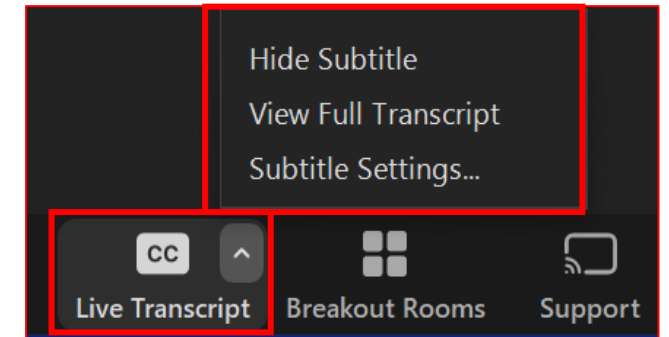 Hide Subtitle
View Full Transcript
Subtitle Settings...
CC
Live Transcript Breakout Rooms Support